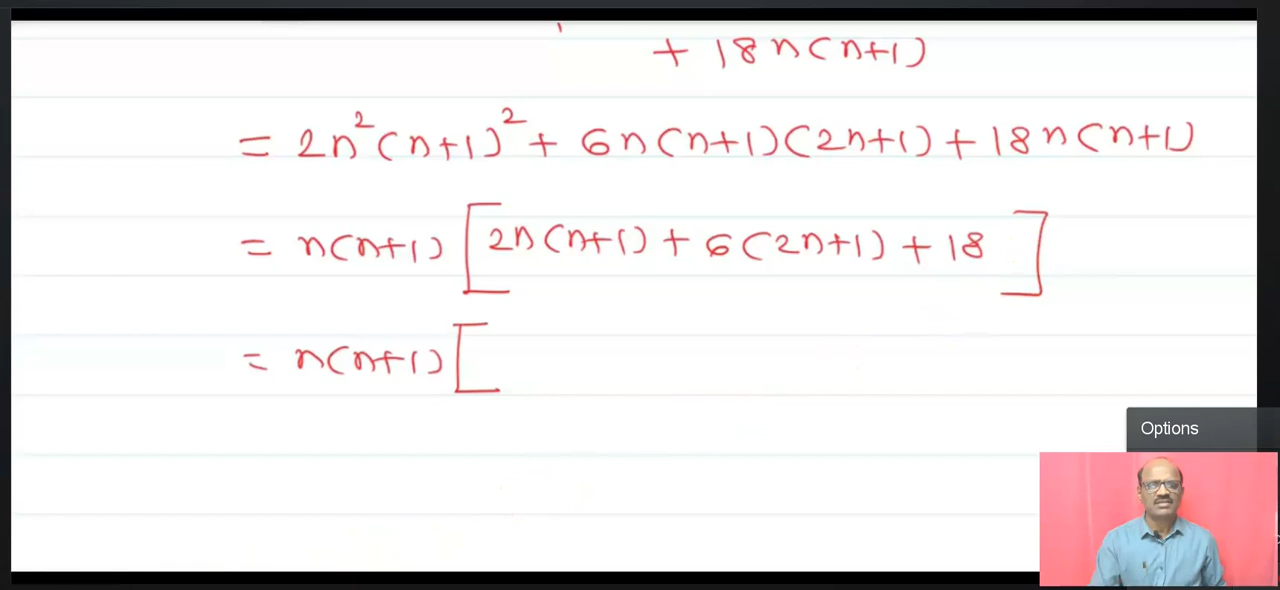 + 18n(n+1)
= 2n²(n+1)² + 6n(n+1)(2n+1) + 18n(n+1)
= n(n+1) [ 2n(n+1) + 6(2n+1) + 18 ]
= n(n+1) [
Options